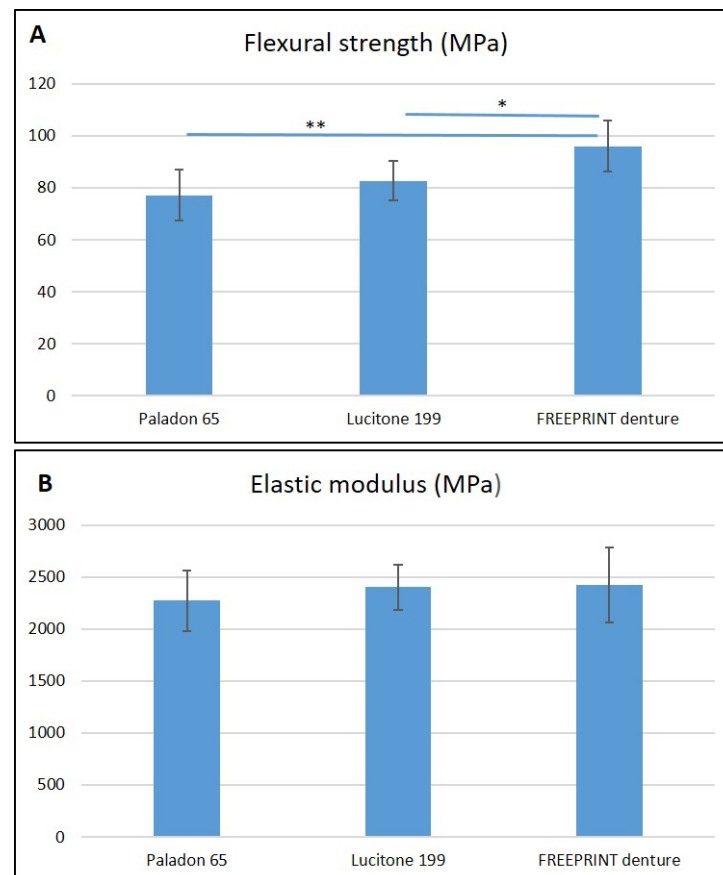 A
Flexural strength (MPa)
120
*
**
100
80
60
40
20
0
Paladon 65 Lucitone 199 FREEPRINT denture
B
Elastic modulus (MPa)
3000
2500
2000
1500
1000
500
0
Paladon 65 Lucitone 199 FREEPRINT denture